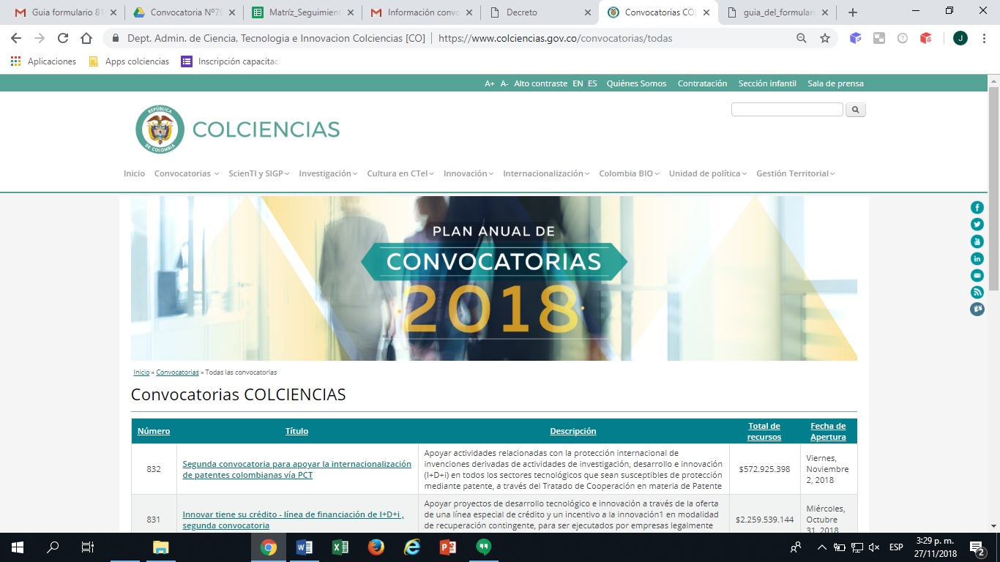 Guia formulario 81
Convocatoria Nº79
Matríz_Seguimient
Información convo
Decreto
Convocatorias COL
guia_del_formular
Dept. Admin. de Ciencia, Tecnologia e Innovacion Colciencias [CO] | https://www.colciencias.gov.co/convocatorias/todas
J
Aplicaciones Apps colciencias Inscripción capacitaci
A+ A- Alto contraste EN ES Quiénes Somos Contratación Sección infantil Sala de prensa
REPÚBLICA
DE COLOMBIA
COLCIENCIAS
Inicio Convocatorias ScienTI y SIGP Investigación Cultura en CTeI Innovación Internacionalización Colombia BIO Unidad de política Gestión Territorial
PLAN ANUAL DE
CONVOCATORIAS
2018
Inicio » Convocatorias » Todas las convocatorias
Convocatorias COLCIENCIAS
Número Título Descripción Total de recursos Fecha de Apertura
832
Segunda convocatoria para apoyar la internacionalización
de patentes colombianas vía PCT
Apoyar actividades relacionadas con la protección internacional de
invenciones derivadas de actividades de investigación, desarrollo e innovación
(I+D+i) en todos los sectores tecnológicos que sean susceptibles de protección
mediante patente, a través del Tratado de Cooperación en materia de Patente
$572.925.398
Viernes,
Noviembre
2, 2018
831
Innovar tiene su crédito - línea de financiación de I+D+i ,
segunda convocatoria
Apoyar proyectos de desarrollo tecnológico e innovación a través de la oferta
de una línea especial de crédito y un incentivo a la innovación1 en modalidad
de recuperación contingente, para ser ejecutados por empresas legalmente
$2.259.539.144
Miércoles,
Octubre
31, 2018
ESP
3:29 p. m.
27/11/2018
2